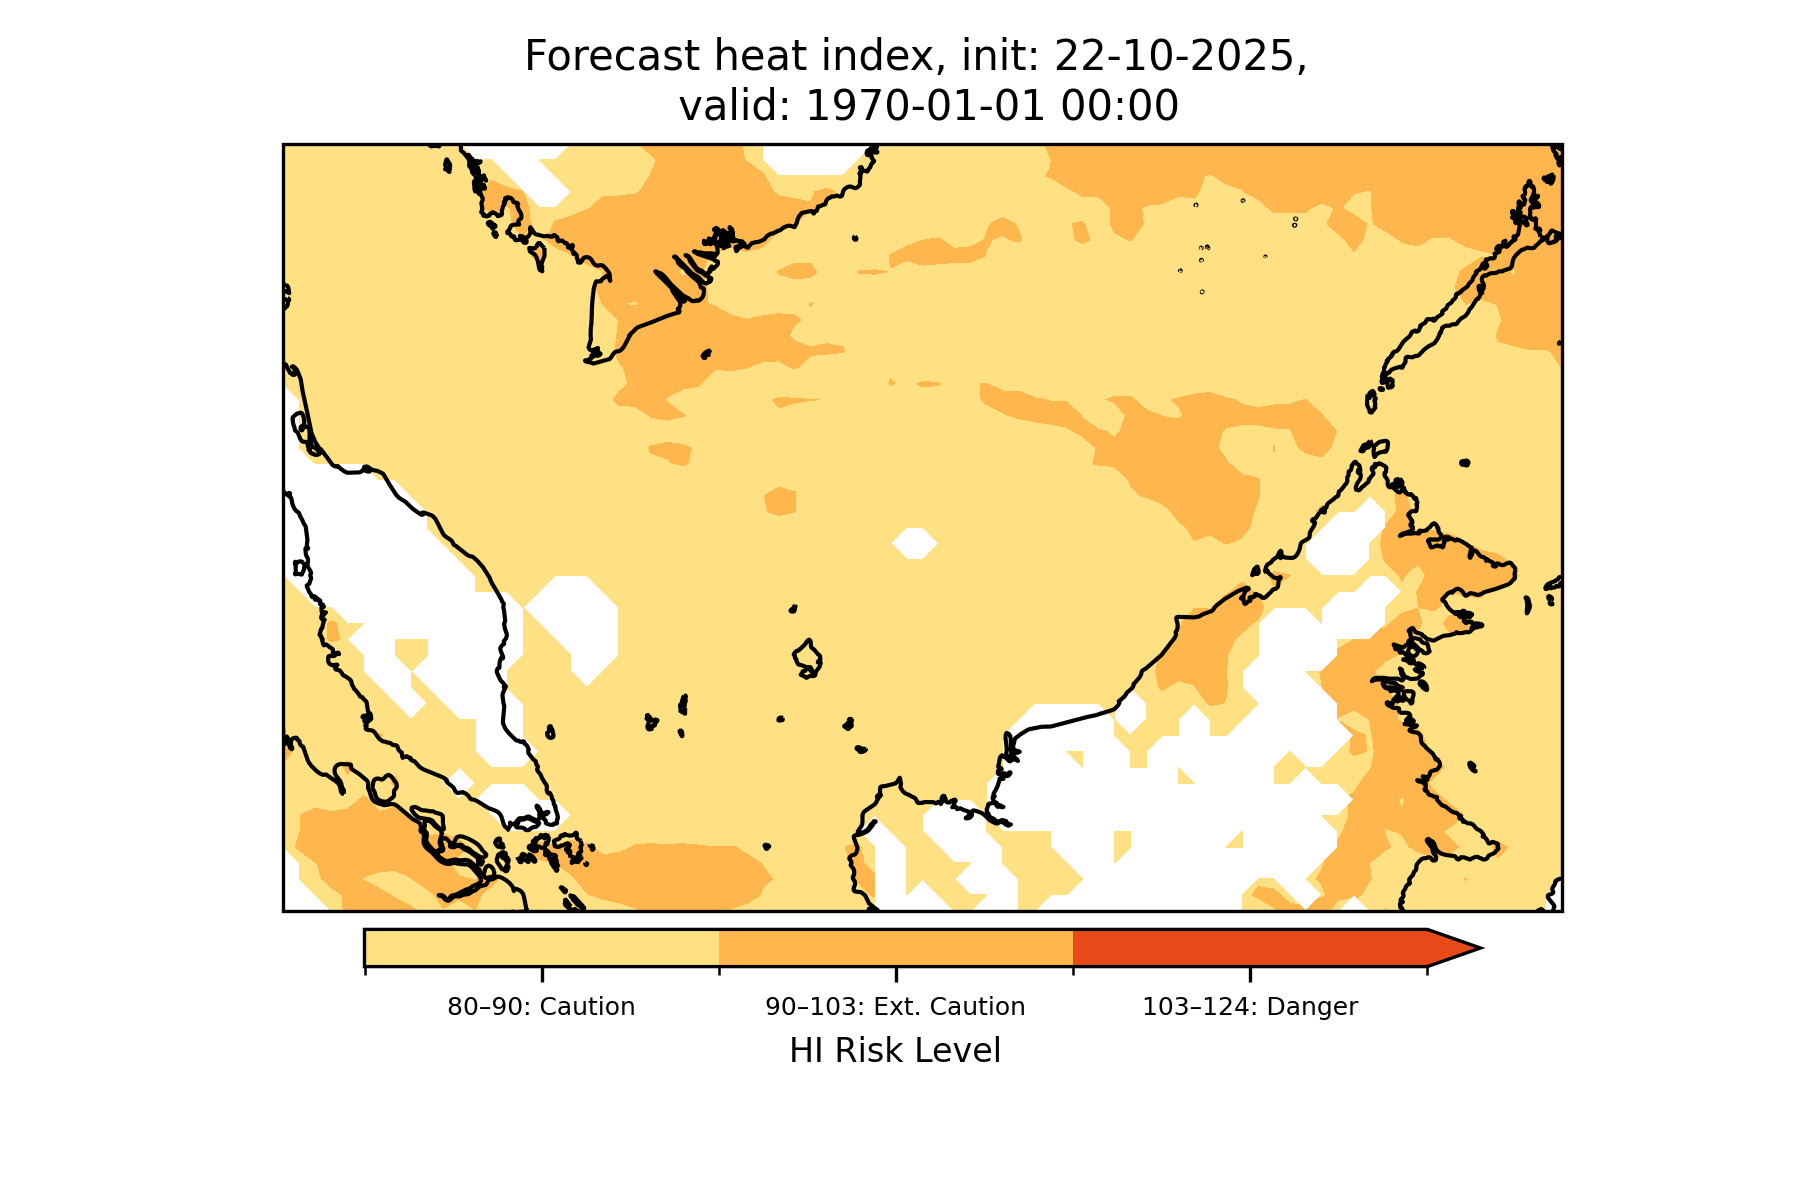 Forecast heat index, init: 22-10-2025,
valid: 1970-01-01 00:00
80–90: Caution
90–103: Ext. Caution
103–124: Danger
HI Risk Level